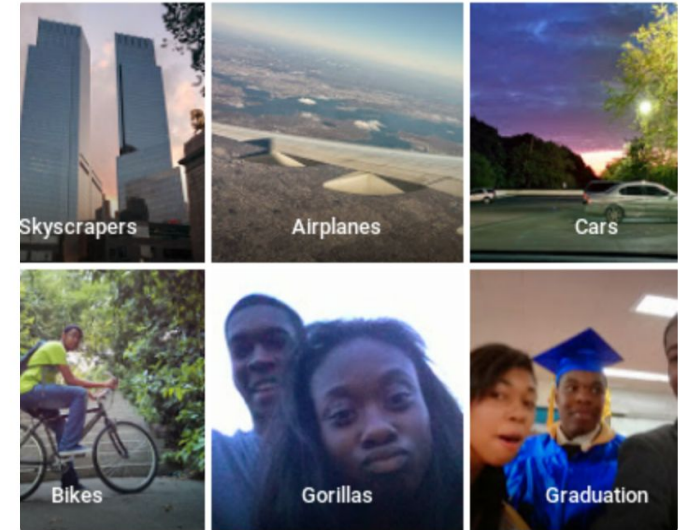 Skyscrapers
Airplanes
Cars
Bikes
Gorillas
Graduation